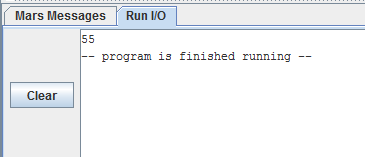 Mars Messages Run I/O
55
-- program is finished running --
Clear